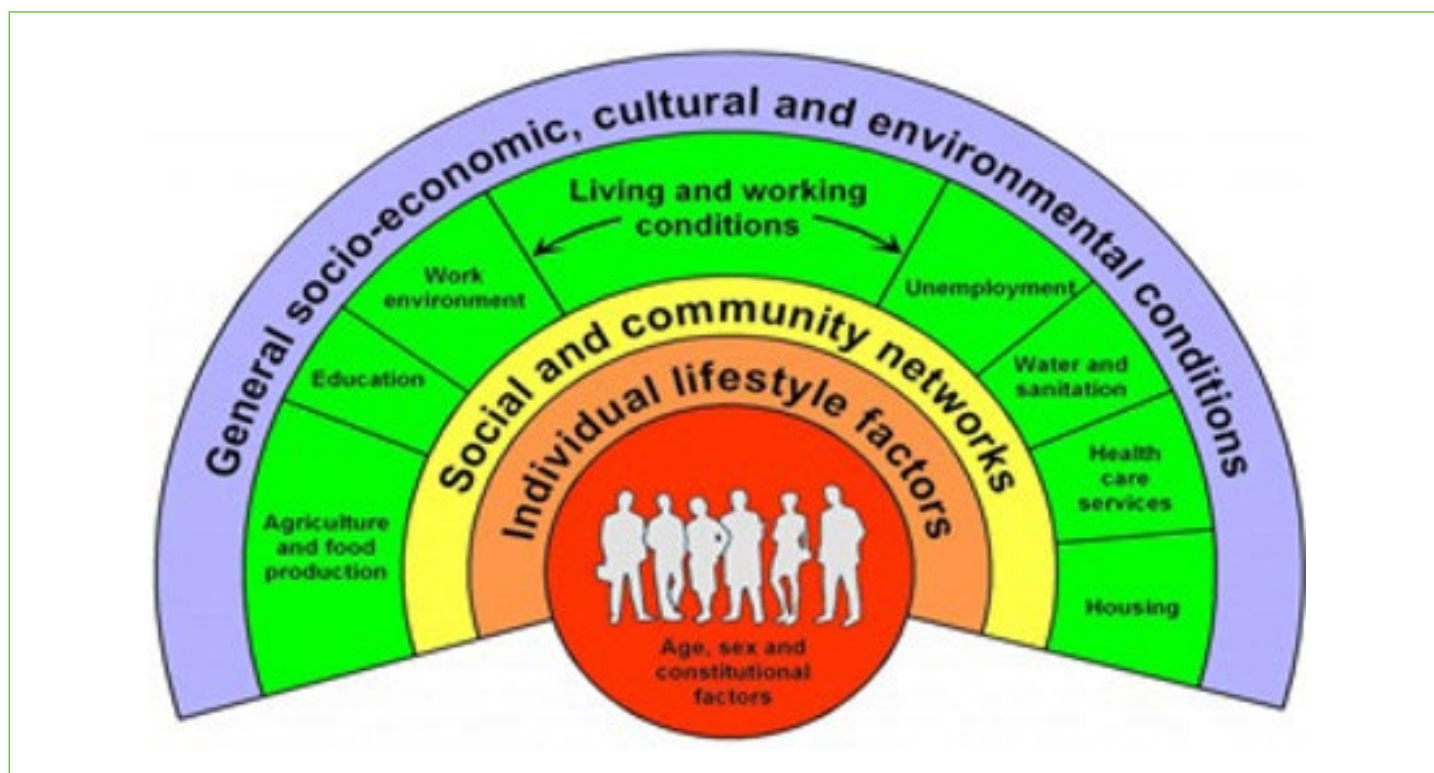 General socio-economic, cultural and environmental conditions
Living and working
conditions
Work
environment
Unemployment
Education
Water and
sanitation
Agriculture
and food
production
Health
care
services
Housing
Social and community networks
Individual lifestyle factors
Age, sex and
constitutional
factors